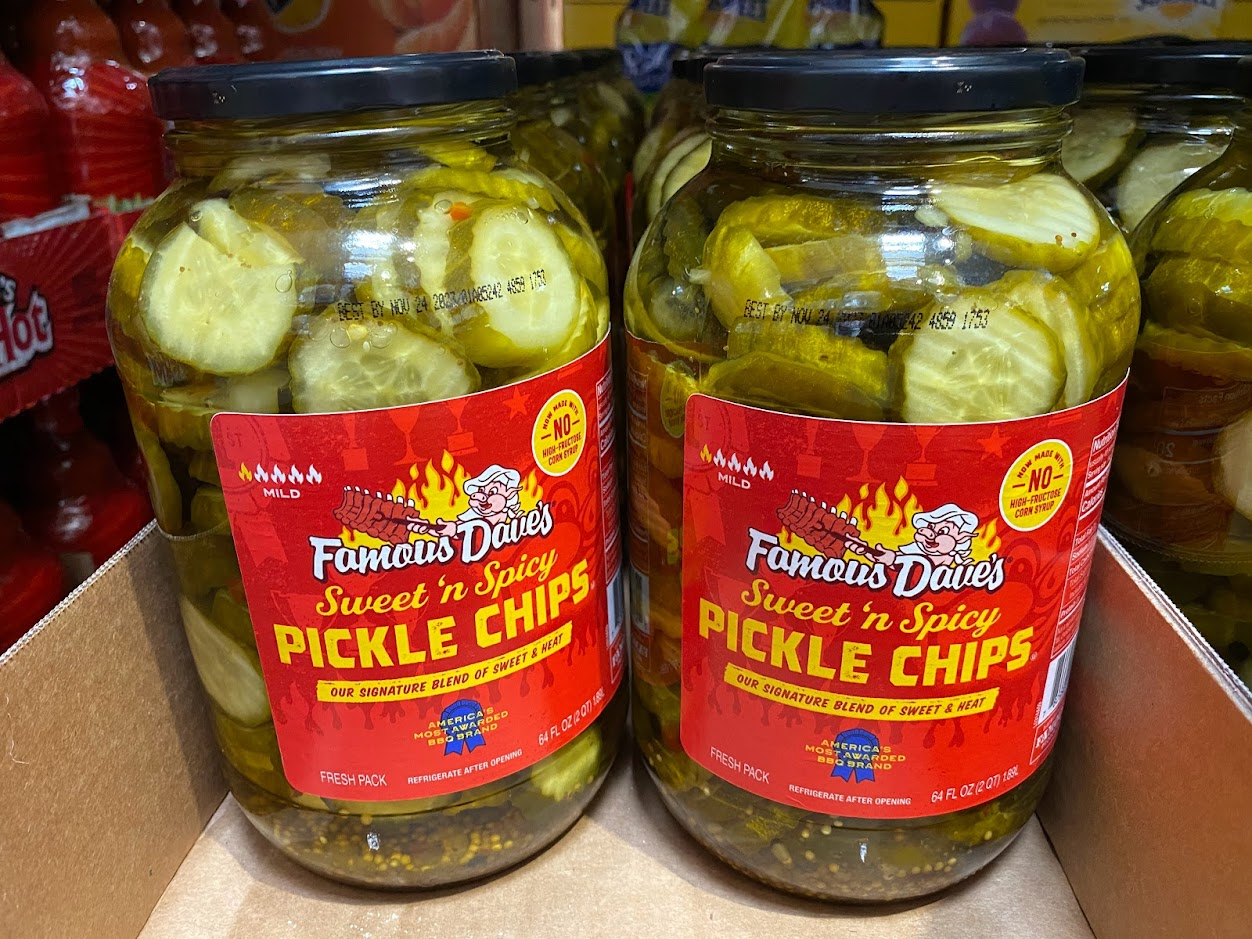 BEST BY NOV 24 2027 01A05242 4859 1753
NOW MADE WITH
NO
HIGH-FRUCTOSE
CORN SYRUP
MILD
Famous Dave's
Sweet 'n Spicy
PICKLE CHIPS
OUR SIGNATURE BLEND OF SWEET & HEAT
AMERICA'S
MOST AWARDED
BBQ BRAND
FRESH PACK
REFRIGERATE AFTER OPENING
64 FL OZ (2 QT) 1.89L
BEST BY NOV 24 01A05242 4859 1753
NOW MADE WITH
NO
HIGH-FRUCTOSE
CORN SYRUP
MILD
Famous Dave's
Sweet 'n Spicy
PICKLE CHIPS
OUR SIGNATURE BLEND OF SWEET & HEAT
AMERICA'S
MOST AWARDED
BBQ BRAND
FRESH PACK
REFRIGERATE AFTER OPENING
64 FL OZ (2 QT) 1.89L
Hot